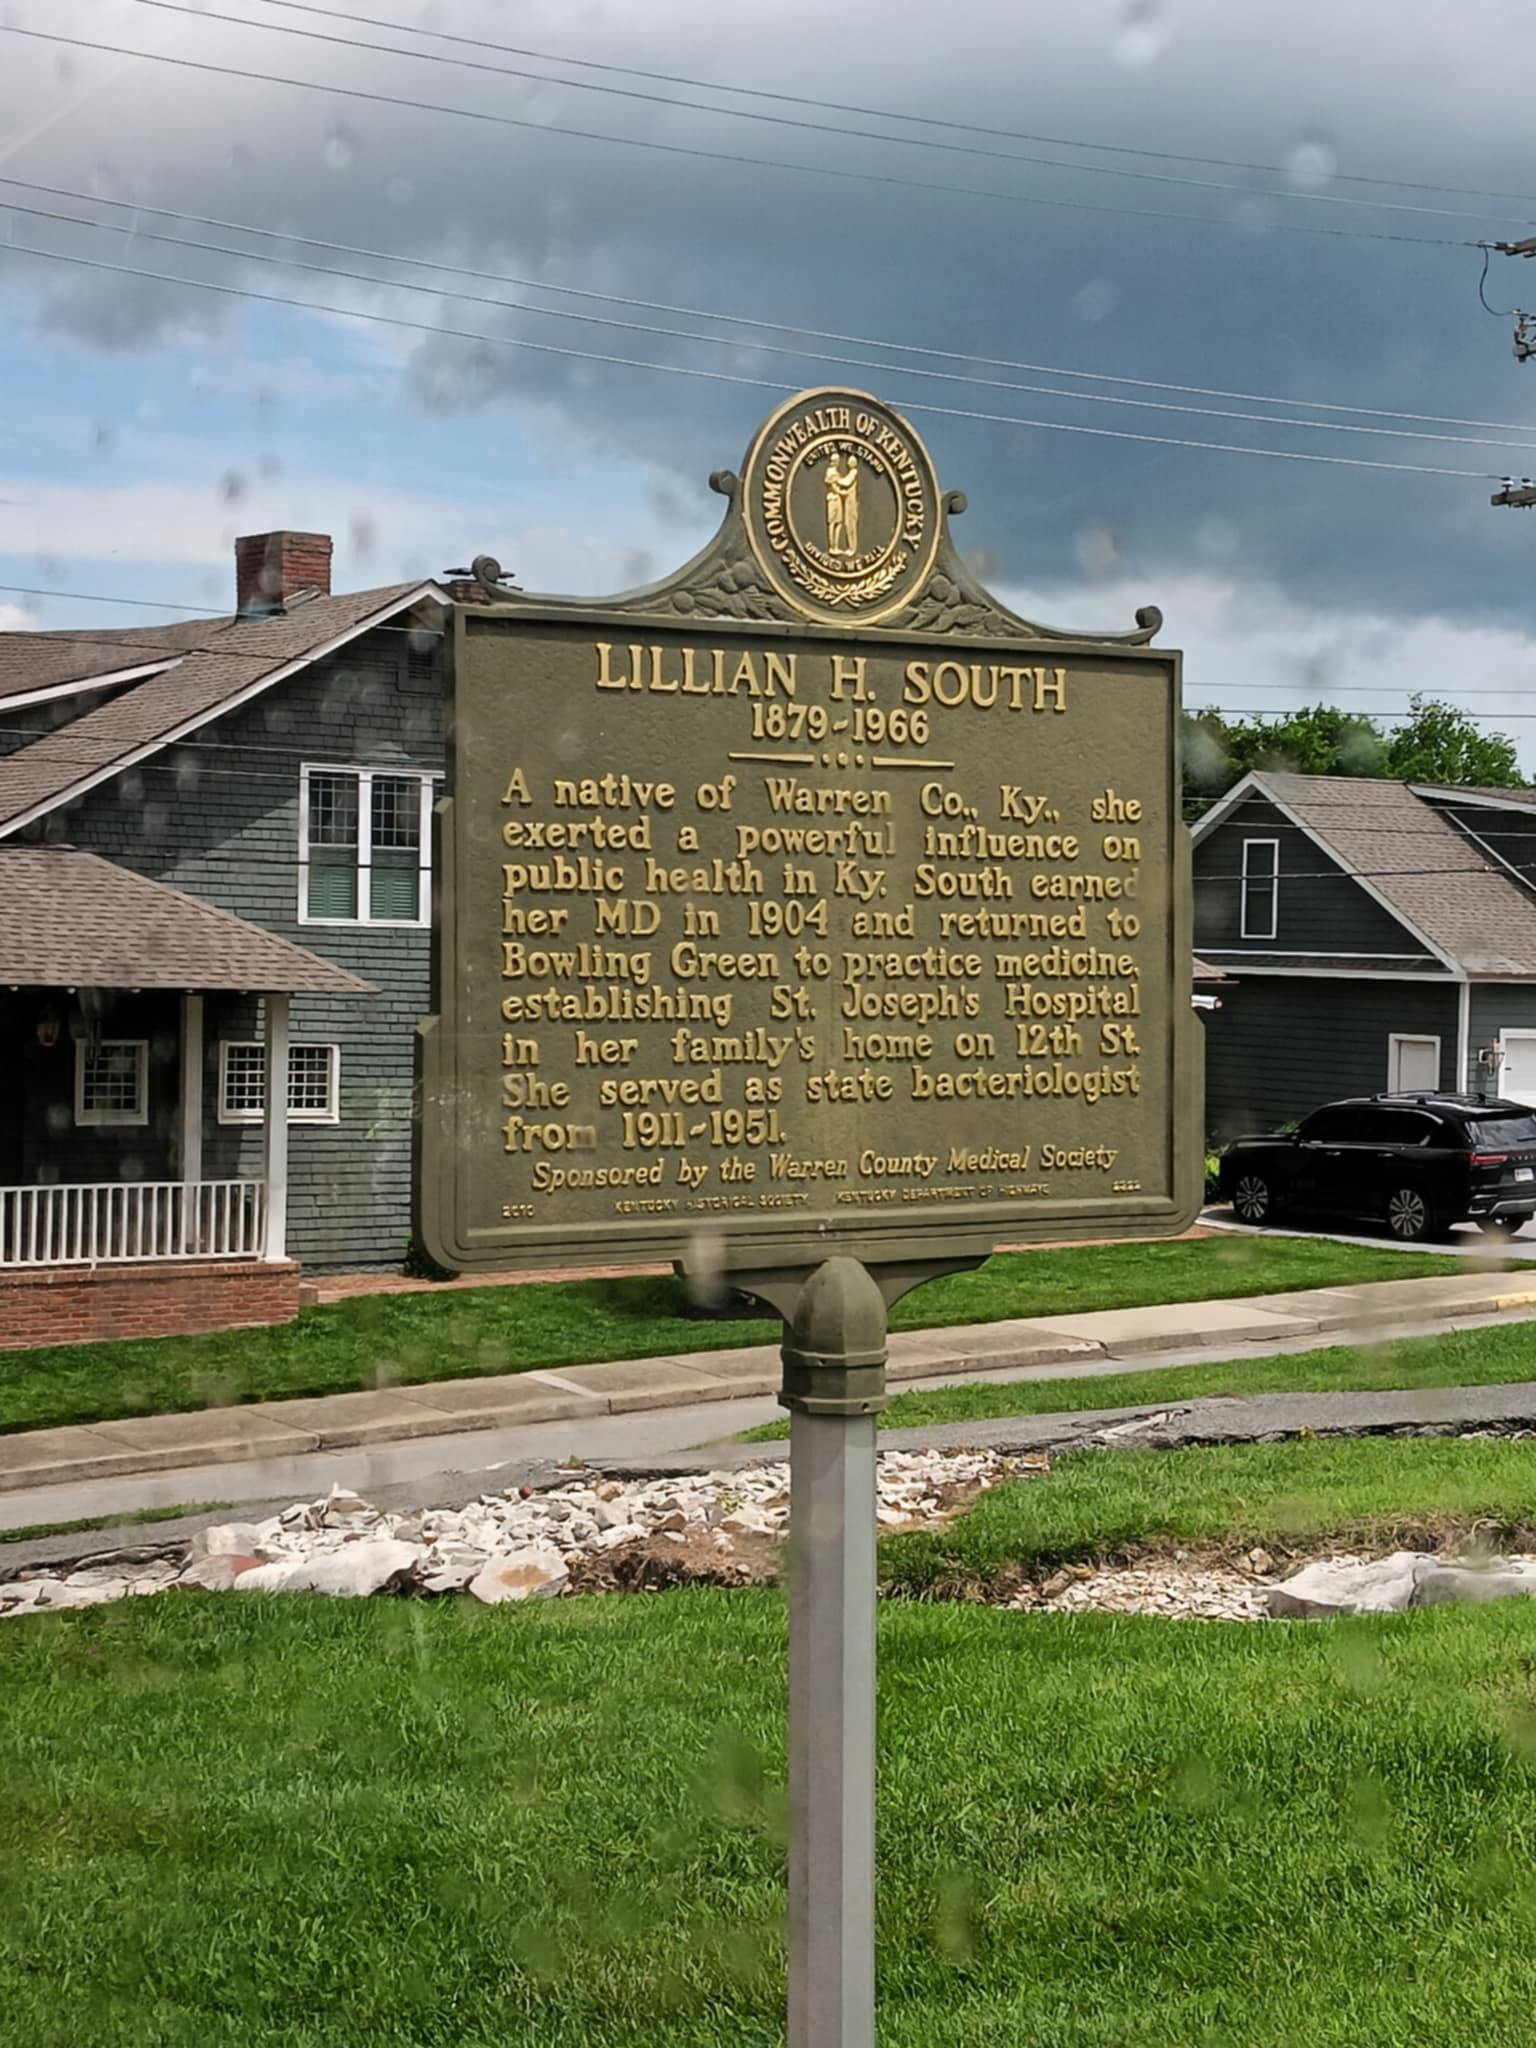 COMMONWEALTH OF KENTUCKY
UNITED WE STAND
DIVIDED WE FALL
LILLIAN H. SOUTH
1879-1966
A native of Warren Co., Ky., she
exerted a powerful influence on
public health in Ky. South earned
her MD in 1904 and returned to
Bowling Green to practice medicine,
establishing St. Joseph's Hospital
in her family's home on 12th St.
She served as state bacteriologist
from 1911-1951.
Sponsored by the Warren County Medical Society
KENTUCKY HISTORICAL SOCIETY KENTUCKY DEPARTMENT OF HIGHWAYS